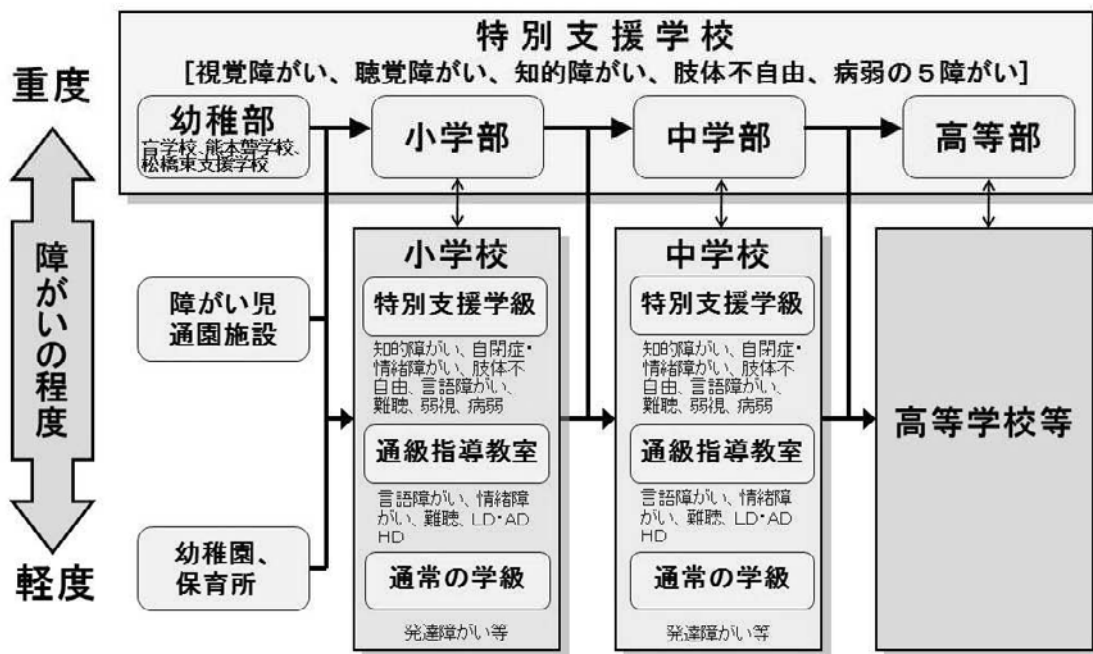 特別支援学校
[視覚障がい、聴覚障がい、知的障がい、肢体不自由、病弱の5障がい]
重度
障がいの程度
軽度
幼稚部
盲学校、熊本聾学校、
松橋東支援学校
小学部
中学部
高等部
障がい児
通園施設
幼稚園、
保育所
小学校
特別支援学級
知的障がい、自閉症・
情緒障がい、肢体不
自由、言語障がい、
難聴、弱視、病弱
通級指導教室
言語障がい、情緒障
がい、難聴、LD・AD
HD
通常の学級
発達障がい等
中学校
特別支援学級
知的障がい、自閉症・
情緒障がい、肢体不
自由、言語障がい、
難聴、弱視、病弱
通級指導教室
言語障がい、情緒障
がい、難聴、LD・AD
HD
通常の学級
発達障がい等
高等学校等